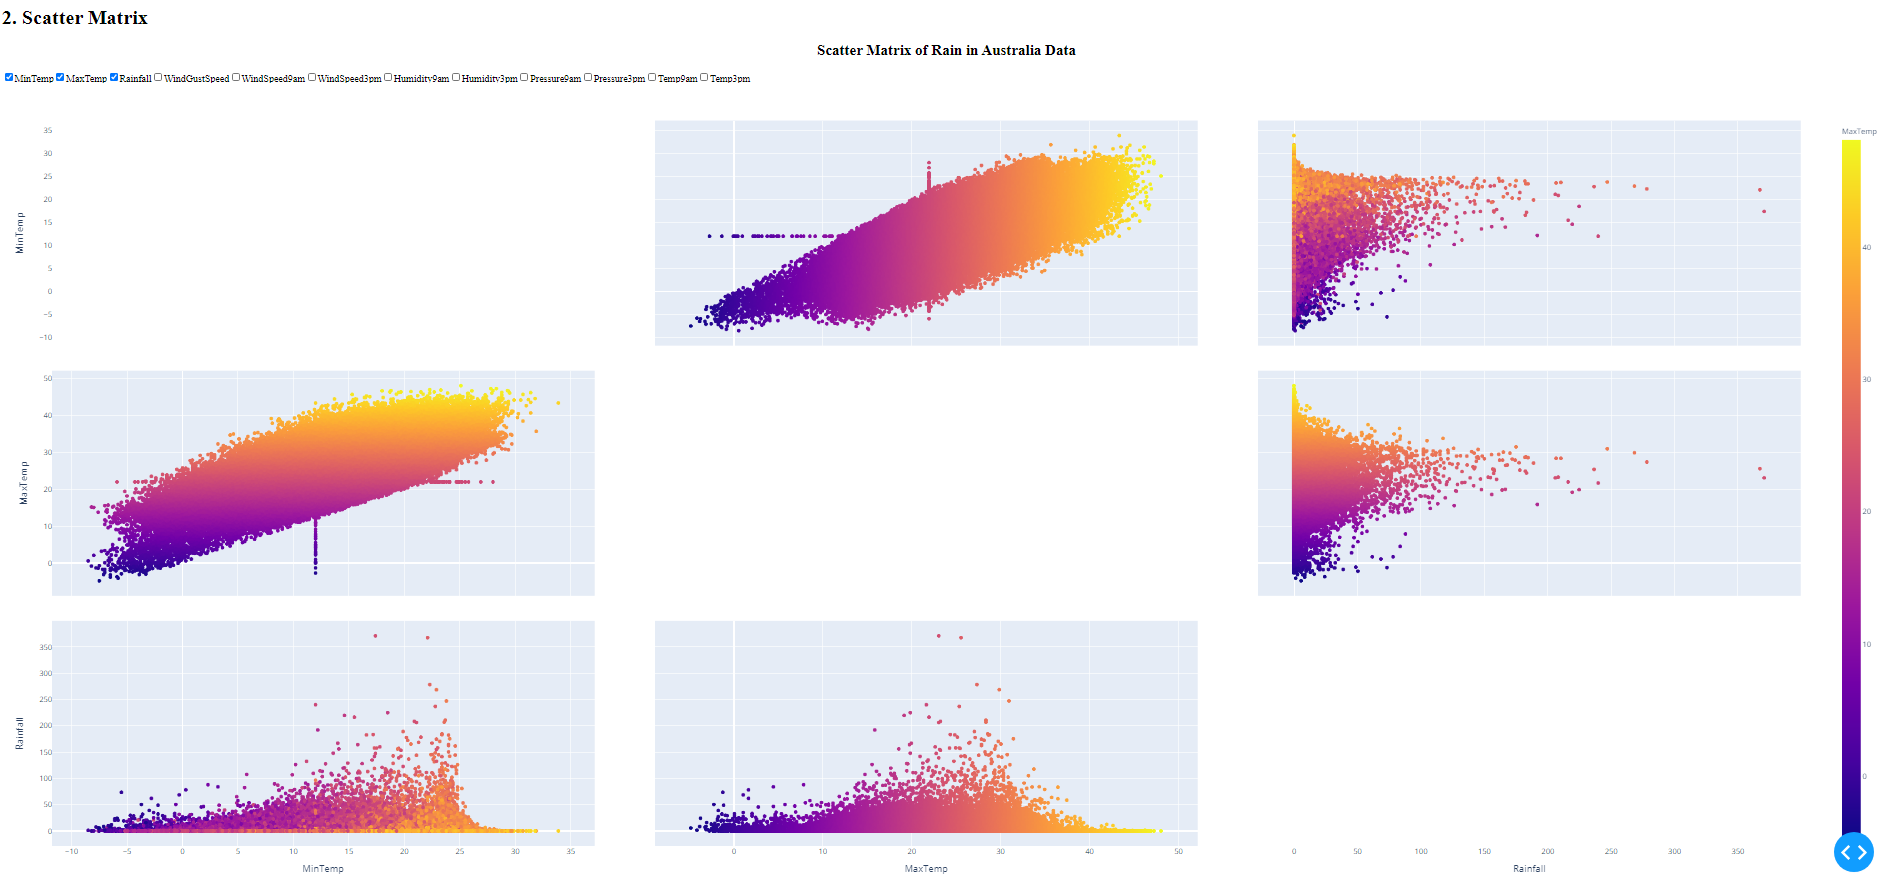 2. Scatter Matrix
Scatter Matrix of Rain in Australia Data
MinTemp MaxTemp Rainfall WindGustSpeed WindSpeed9am WindSpeed3pm Humidity9am Humidity3pm Pressure9am Pressure3pm Temp9am Temp3pm
MaxTemp
40
30
20
10
0
MinTemp
35
30
25
20
15
10
5
0
−5
−10
MaxTemp
50
40
30
20
10
0
Rainfall
350
300
250
200
150
100
50
0
−10 −5 0 5 10 15 20 25 30 35
MinTemp
0 10 20 30 40 50
MaxTemp
0 50 100 150 200 250 300 350
Rainfall